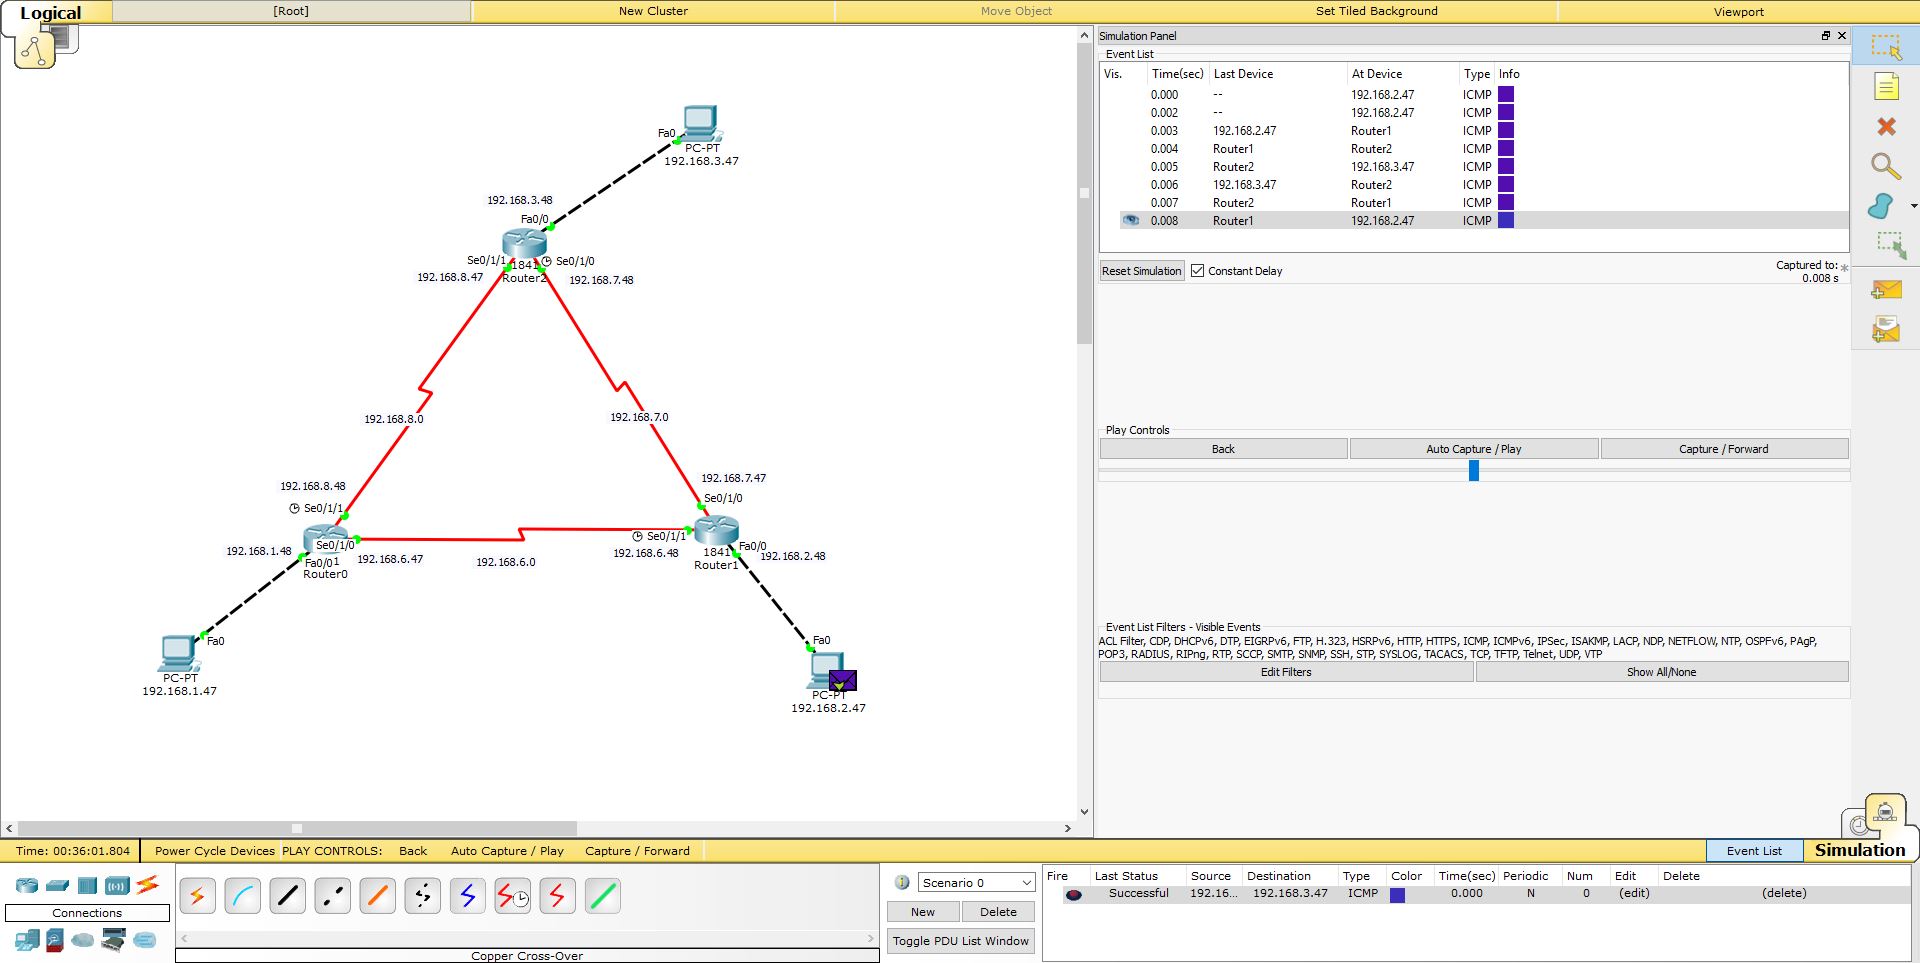 Logical
[Root]
New Cluster
Move Object
Set Tiled Background
Viewport
Fa0
PC-PT
192.168.3.47
192.168.3.48
Fa0/0
Se0/1/1
1841
Se0/1/0
192.168.8.47
Router2
192.168.7.48
192.168.8.0
192.168.7.0
192.168.8.48
Se0/1/1
192.168.7.47
Se0/1/0
192.168.1.48
Se0/1/0
Fa0/0
1
Router0
192.168.6.47
192.168.6.0
Se0/1/1
192.168.6.48
1841
Router1
Fa0/0
192.168.2.48
Fa0
PC-PT
192.168.1.47
Fa0
PC-PT
192.168.2.47
Simulation Panel
Event List
Vis. Time(sec) Last Device At Device Type Info
0.000 -- 192.168.2.47 ICMP
0.002 -- 192.168.2.47 ICMP
0.003 192.168.2.47 Router1 ICMP
0.004 Router1 Router2 ICMP
0.005 Router2 192.168.3.47 ICMP
0.006 192.168.3.47 Router2 ICMP
0.007 Router2 Router1 ICMP
0.008 Router1 192.168.2.47 ICMP
Reset Simulation Constant Delay
Captured to: *
0.008 s
Play Controls
Back Auto Capture / Play Capture / Forward
Event List Filters - Visible Events
ACL Filter, CDP, DHCPv6, DTP, EIGRPv6, FTP, H.323, HSRPv6, HTTP, HTTPS, ICMP, ICMPv6, IPSec, ISAKMP, LACP, NDP, NETFLOW, NTP, OSPFv6, PAgP,
POP3, RADIUS, RIPng, RTP, SCCP, SMTP, SNMP, SSH, STP, SYSLOG, TACACS, TCP, TFTP, Telnet, UDP, VTP
Edit Filters Show All/None
Time: 00:36:01.804 Power Cycle Devices PLAY CONTROLS: Back Auto Capture / Play Capture / Forward
Event List Simulation
Connections
Copper Cross-Over
Scenario 0
New Delete
Toggle PDU List Window
Fire Last Status Source Destination Type Color Time(sec) Periodic Num Edit Delete
Successful 192.16... 192.168.3.47 ICMP 0.000 N 0 (edit) (delete)